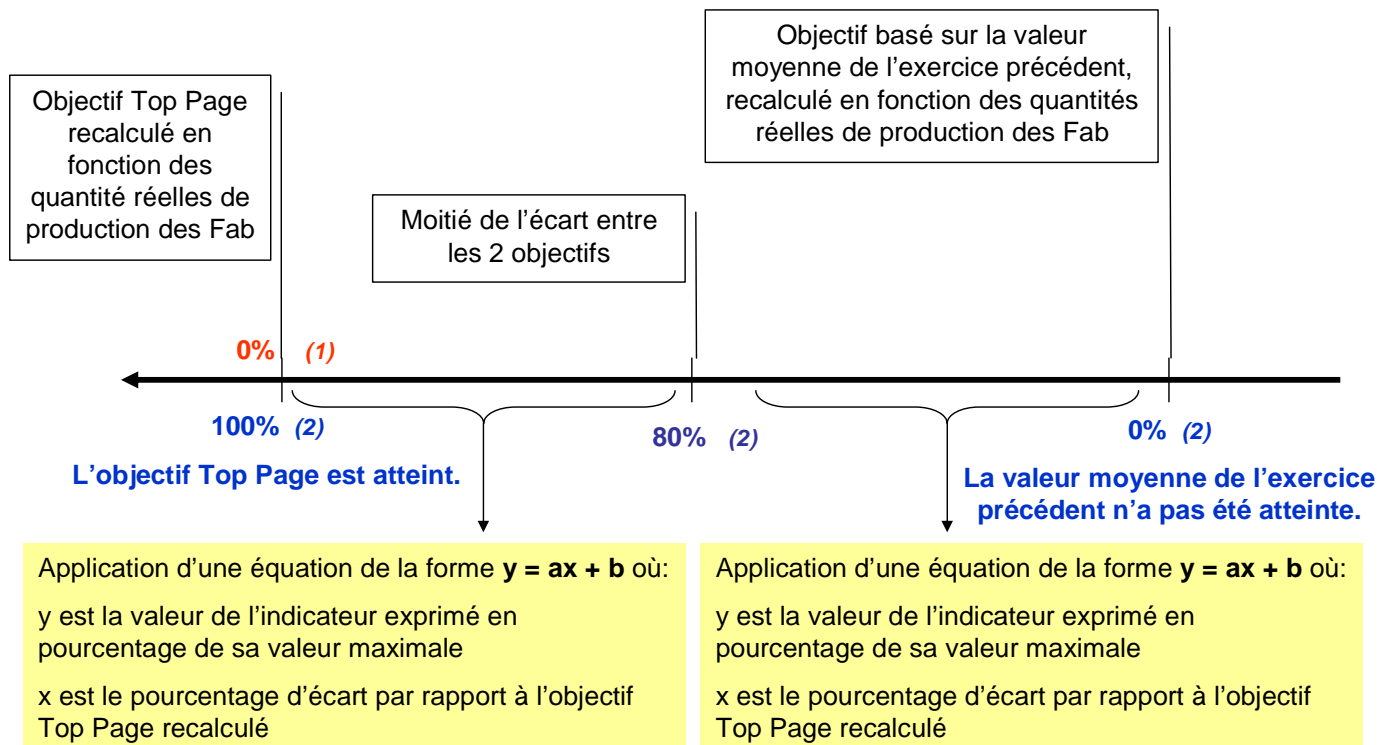 Objectif Top Page
recalculé en
fonction des
quantité réelles de
production des Fab
Moitié de l'écart entre
les 2 objectifs
Objectif basé sur la valeur
moyenne de l'exercice précédent,
recalculé en fonction des quantités
réelles de production des Fab
0% (1)
100% (2)
80% (2)
0% (2)
L'objectif Top Page est atteint.
La valeur moyenne de l'exercice
précédent n'a pas été atteinte.
Application d'une équation de la forme y = ax + b où:
y est la valeur de l'indicateur exprimé en
pourcentage de sa valeur maximale
x est le pourcentage d'écart par rapport à l'objectif
Top Page recalculé
Application d'une équation de la forme y = ax + b où:
y est la valeur de l'indicateur exprimé en
pourcentage de sa valeur maximale
x est le pourcentage d'écart par rapport à l'objectif
Top Page recalculé